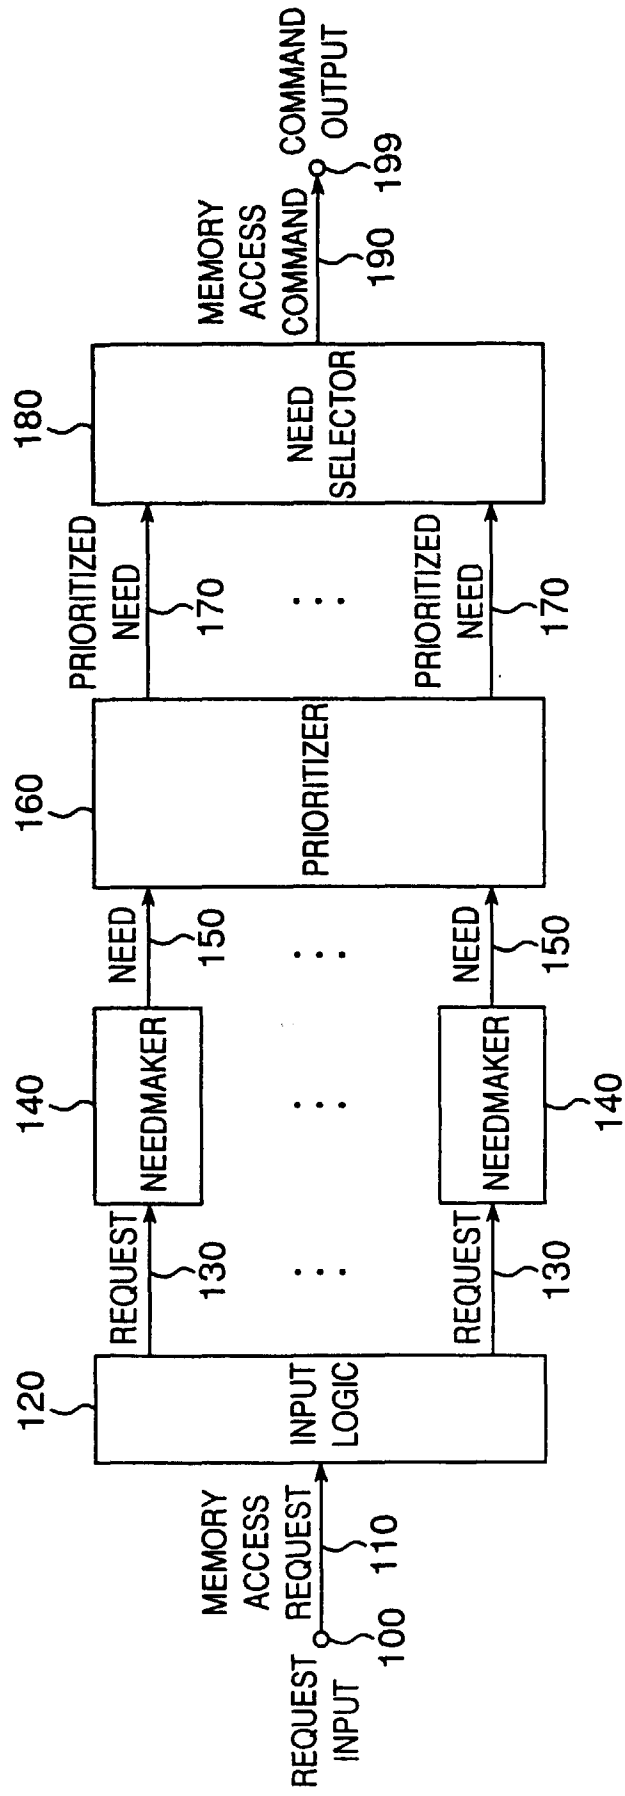 REQUEST
INPUT
100
MEMORY
ACCESS
REQUEST
110
120
INPUT
LOGIC
REQUEST
130
REQUEST
130
140
NEEDMAKER
NEEDMAKER
140
NEED
150
NEED
150
160
PRIORITIZER
PRIORITIZED
NEED
170
PRIORITIZED
NEED
170
180
NEED
SELECTOR
MEMORY
ACCESS
COMMAND
190
COMMAND
OUTPUT
199